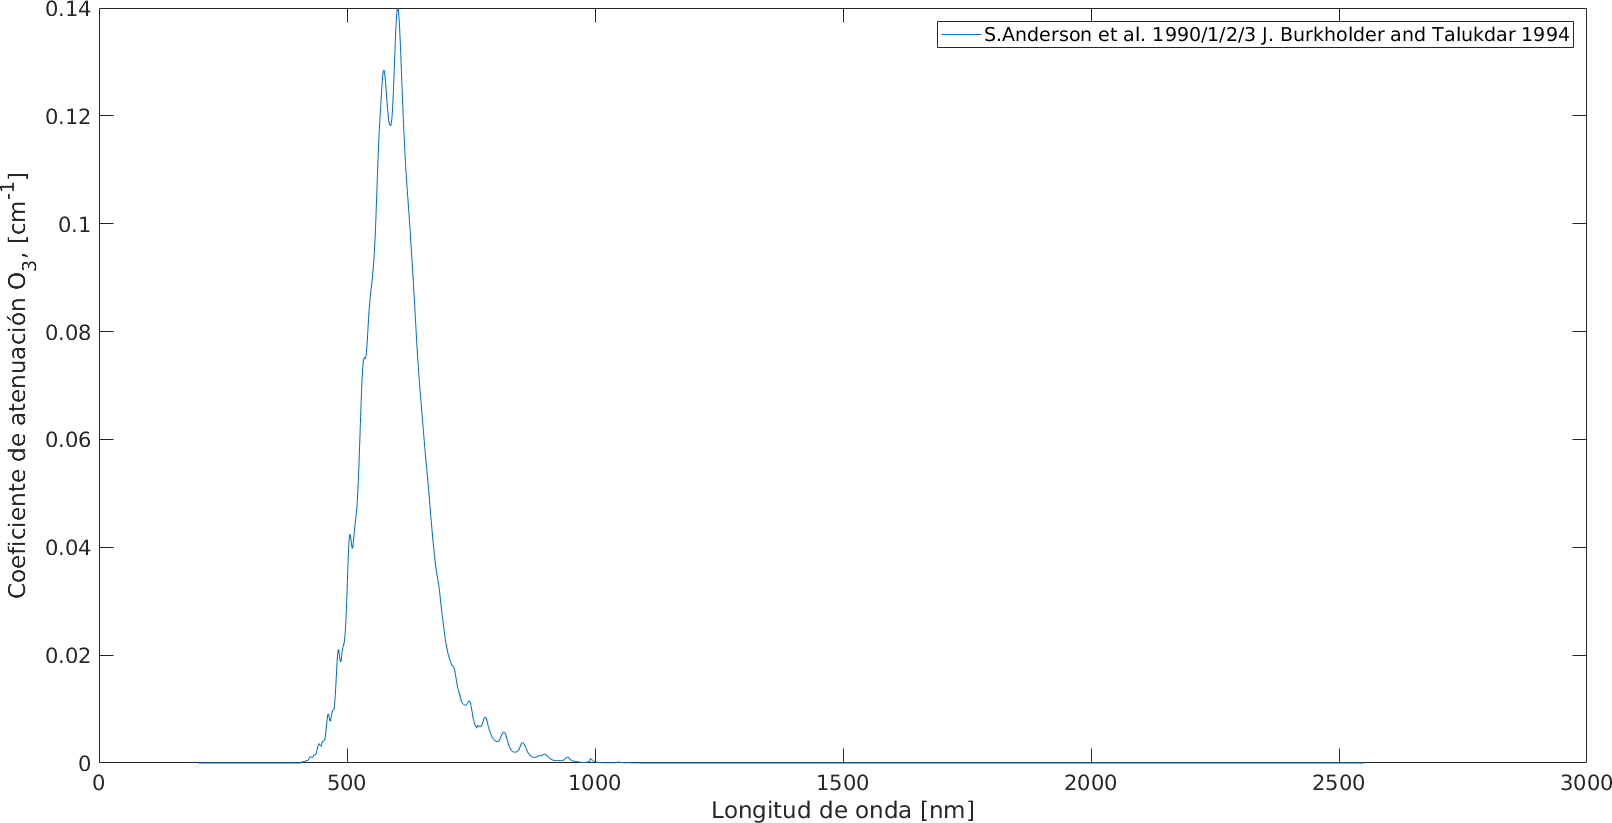 S.Anderson et al. 1990/1/2/3 J. Burkholder and Talukdar 1994
Coeficiente de atenuación O3, [cm-1]
0.14
0.12
0.1
0.08
0.06
0.04
0.02
0
0 500 1000 1500 2000 2500 3000
Longitud de onda [nm]